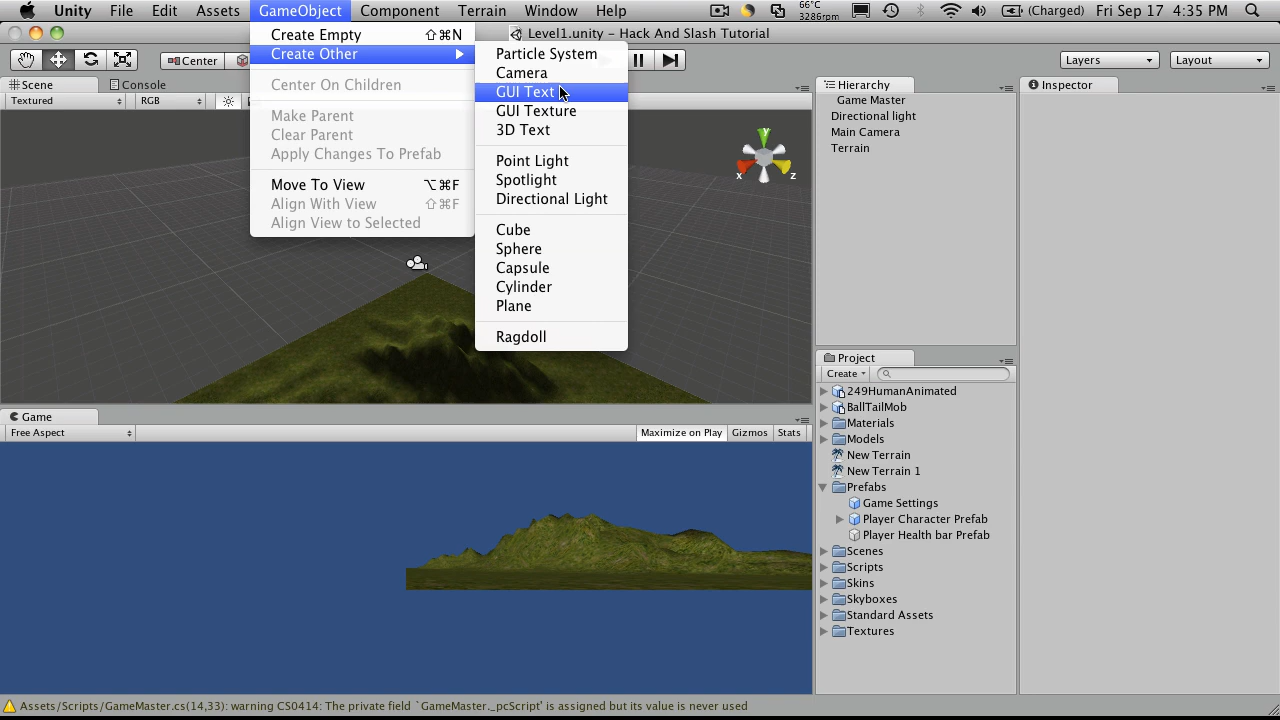 Unity File Edit Assets GameObject Component Terrain Window Help 66°C 3286rpm (Charged) Fri Sep 17 4:35 PM
Level1.unity – Hack And Slash Tutorial
Center
Layers
Layout
Create Empty ⇧⌘N
Create Other ▶
Center On Children
Make Parent
Clear Parent
Apply Changes To Prefab
Move To View ⌥⌘F
Align With View ⇧⌘F
Align View to Selected
Particle System
Camera
GUI Text
GUI Texture
3D Text
Point Light
Spotlight
Directional Light
Cube
Sphere
Capsule
Cylinder
Plane
Ragdoll
Scene
Console
Textured
RGB
y
x
z
Game
Free Aspect
Maximize on Play
Gizmos
Stats
Hierarchy
Game Master
Directional light
Main Camera
Terrain
Project
Create
249HumanAnimated
BallTailMob
Materials
Models
New Terrain
New Terrain 1
Prefabs
Game Settings
Player Character Prefab
Player Health bar Prefab
Scenes
Scripts
Skins
Skyboxes
Standard Assets
Textures
Inspector
Assets/Scripts/GameMaster.cs(14,33): warning CS0414: The private field `GameMaster._pcScript' is assigned but its value is never used